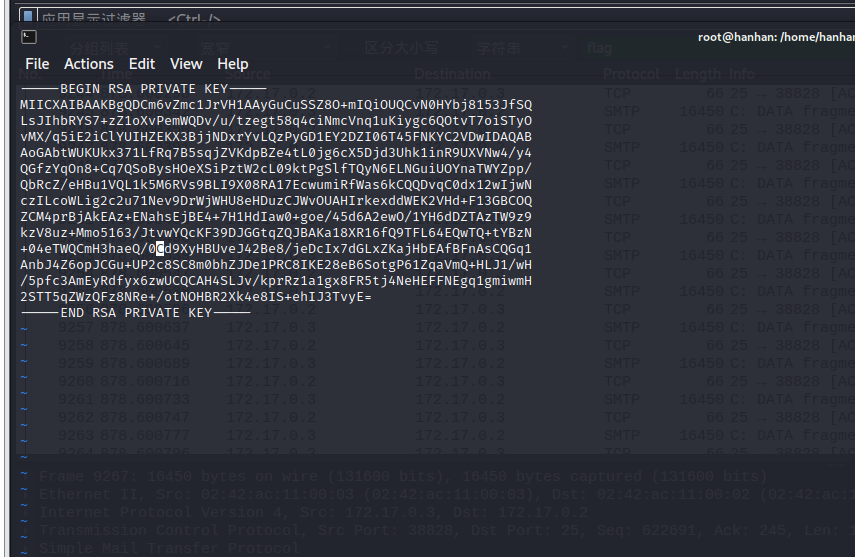 应用显示过滤器 … <Ctrl-/>
root@hanhan: /home/hanhan
分组列表 宽窄 区分大小写 字符串 flag
File Actions Edit View Help
No. Time Source Destination Protocol Length Info
-----BEGIN RSA PRIVATE KEY-----
MIICXAIBAAKBgQDCm6vZmc1JrVH1AAyGuCuSSZ8O+mIQiOUQCvN0HYbj8153JfSQ
LsJIhbRYS7+zZ1oXvPemWQDv/u/tzegt58q4ciNmcVnq1uKiygc6QOtvT7oiSTyO
vMX/q5iE2iClYUIHZEKX3BjjNDxrYvLQzPyGD1EY2DZI06T45FNKYC2VDwIDAQAB
AoGAbtWUKUkx371LfRq7B5sqjZVKdpBZe4tL0jg6cX5Djd3Uhk1inR9UXVNw4/y4
QGfzYqOn8+Cq7QSoBysHOeXSiPztW2cL09ktPgSlfTQyN6ELNGuiUOYnaTWYZpp/
QbRcZ/eHBu1VQL1k5M6RVs9BLI9X08RA17EcwumiRfWas6kCQQDvqC0dx12wIjwN
czILcoWLg2c2u71Nev9DrWjWHU8eHDuzCJWvOUAHIrkexddWEK2VHd+F13GBCOQ
ZCM4prBjAkEAz+ENahsEjBE4+7H1HdIaw0+goe/45d6A2ewO/1YH6dDZTAzTW9z9
kzV8uz+Mmo5163/JtvwYQcKF39DJGGtqZQJBAKa18XR16fQ9TFL64EQwTQ+tYBzN
+04eTWQCmH3haeQ/0Cd9XyHBUveJ42Be8/jeDcIx7dGLxZKajHbEAfBFnAsCQGq1
AnbJ4Z6opJCGu+UP2c8SC8m0bhZJDe1PRC8IKE28eB6SotgP61ZqaVmQ+HLJ1/wH
/5pfc3AmEyRdfyx6zwUCQCAH4SLJv/kprRz1a1gx8FR5tj4NeHEFFNEgq1gmiwmH
2STT5qZWzQFz8NRe+/otNOHBR2Xk4e8IS+ehIJ3TvyE=
-----END RSA PRIVATE KEY-----
9257 878.600637 172.17.0.3 172.17.0.2 SMTP 16450 C: DATA fragme
9258 878.600645 172.17.0.2 172.17.0.3 TCP 66 25 → 38828 [AC
9259 878.600689 172.17.0.3 172.17.0.2 SMTP 16450 C: DATA fragme
9260 878.600716 172.17.0.2 172.17.0.3 TCP 66 25 → 38828 [AC
9261 878.600733 172.17.0.3 172.17.0.2 SMTP 16450 C: DATA fragme
9262 878.600747 172.17.0.2 172.17.0.3 TCP 66 25 → 38828 [AC
9263 878.600777 172.17.0.3 172.17.0.2 SMTP 16450 C: DATA fragme
Frame 9267: 16450 bytes on wire (131600 bits), 16450 bytes captured (131600 bits)
Ethernet II, Src: 02:42:ac:11:00:03 (02:42:ac:11:00:03), Dst: 02:42:ac:11:00:02 (02:42:ac:1
Internet Protocol Version 4, Src: 172.17.0.3, Dst: 172.17.0.2
Transmission Control Protocol, Src Port: 38828, Dst Port: 25, Seq: 622691, Ack: 245, Len: 1
Simple Mail Transfer Protocol